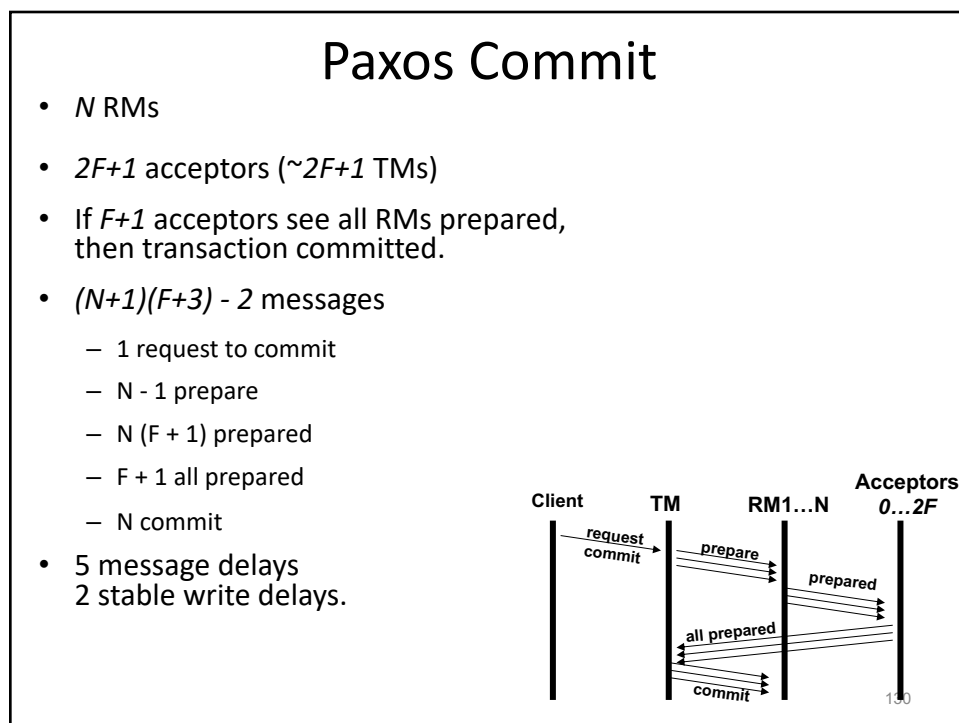 Paxos Commit
• N RMs
• 2F+1 acceptors (~2F+1 TMs)
• If F+1 acceptors see all RMs prepared,
then transaction committed.
• (N+1)(F+3) - 2 messages
– 1 request to commit
– N - 1 prepare
– N (F + 1) prepared
– F + 1 all prepared
– N commit
• 5 message delays
2 stable write delays.
Client TM RM1…N Acceptors
0…2F
request
commit
prepare
prepared
all prepared
commit
130